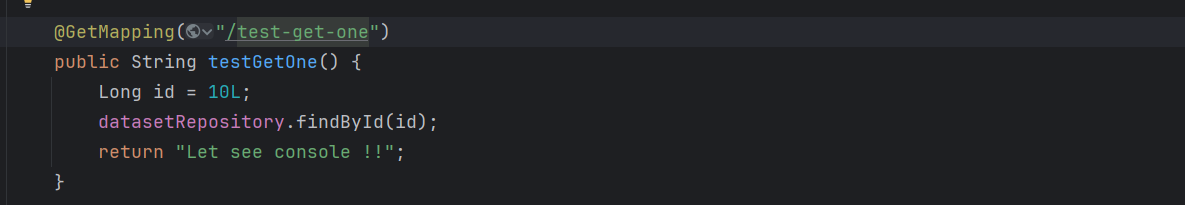 @GetMapping("/test-get-one")
public String testGetOne() {
Long id = 10L;
datasetRepository.findById(id);
return "Let see console !!";
}